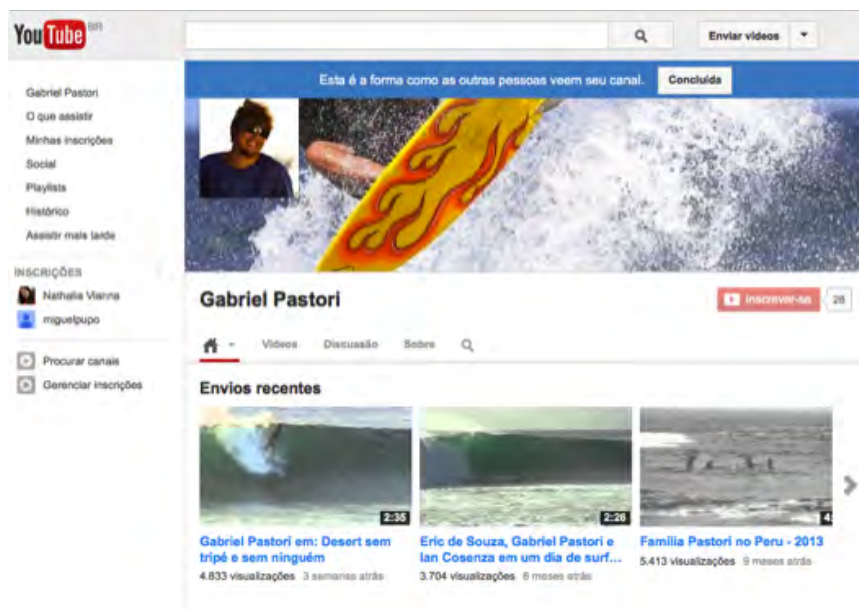 YouTube BR
Enviar vídeos
Gabriel Pastori
O que assistir
Minhas inscrições
Social
Playlists
Histórico
Assistir mais tarde
INSCRIÇÕES
Nathalia Vianna
miguelpupo
Procurar canais
Gerenciar inscrições
Esta é a forma como as outras pessoas veem seu canal.
Concluída
Gabriel Pastori
Inscrever-se
28
Vídeos
Discussão
Sobre
Envios recentes
2:35
Gabriel Pastori em: Desert sem
tripé e sem ninguém
4.833 visualizações 3 semanas atrás
2:26
Eric de Souza, Gabriel Pastori e
Ian Cosenza em um dia de surf...
3.704 visualizações 6 meses atrás
4:
Familia Pastori no Peru - 2013
5.413 visualizações 9 meses atrás